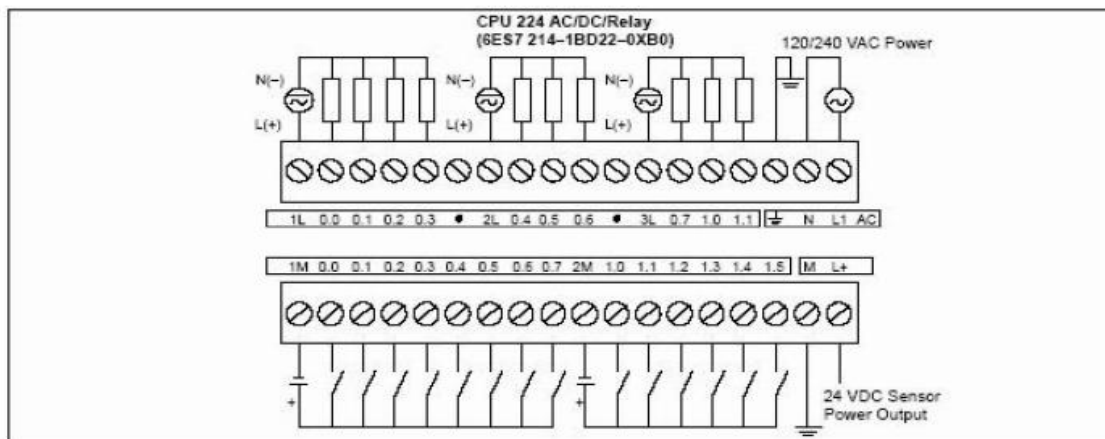 CPU 224 AC/DC/Relay
(6ES7 214–1BD22–0XB0)
120/240 VAC Power
N(–) N(–) N(–)
L(+) L(+) L(+)
1L 0.0 0.1 0.2 0.3 2L 0.4 0.5 0.6 3L 0.7 1.0 1.1 N L1 AC
1M 0.0 0.1 0.2 0.3 0.4 0.5 0.6 0.7 2M 1.0 1.1 1.2 1.3 1.4 1.5 M L+
+ +
24 VDC Sensor
Power Output